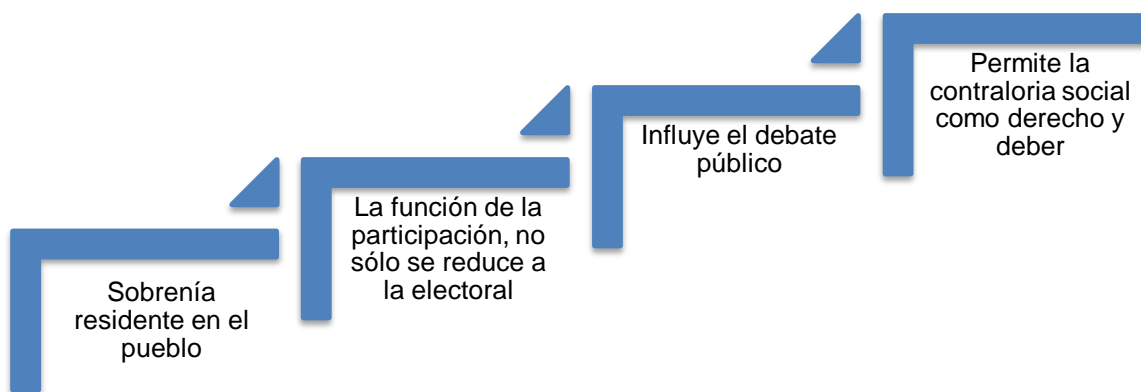 Sobrenía
residente en el
pueblo
La función de la
participación, no
sólo se reduce a
la electoral
Influye el debate
público
Permite la
contraloria social
como derecho y
deber